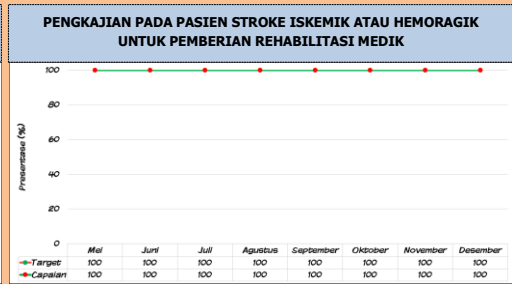 PENGKAJIAN PADA PASIEN STROKE ISKEMIK ATAU HEMORAGIK
UNTUK PEMBERIAN REHABILITASI MEDIK
100
80
60
40
20
0
Presentase (%)
Mei Juni Juli Agustus September Oktober November Desember
Target 100 100 100 100 100 100 100 100
Capaian 100 100 100 100 100 100 100 100